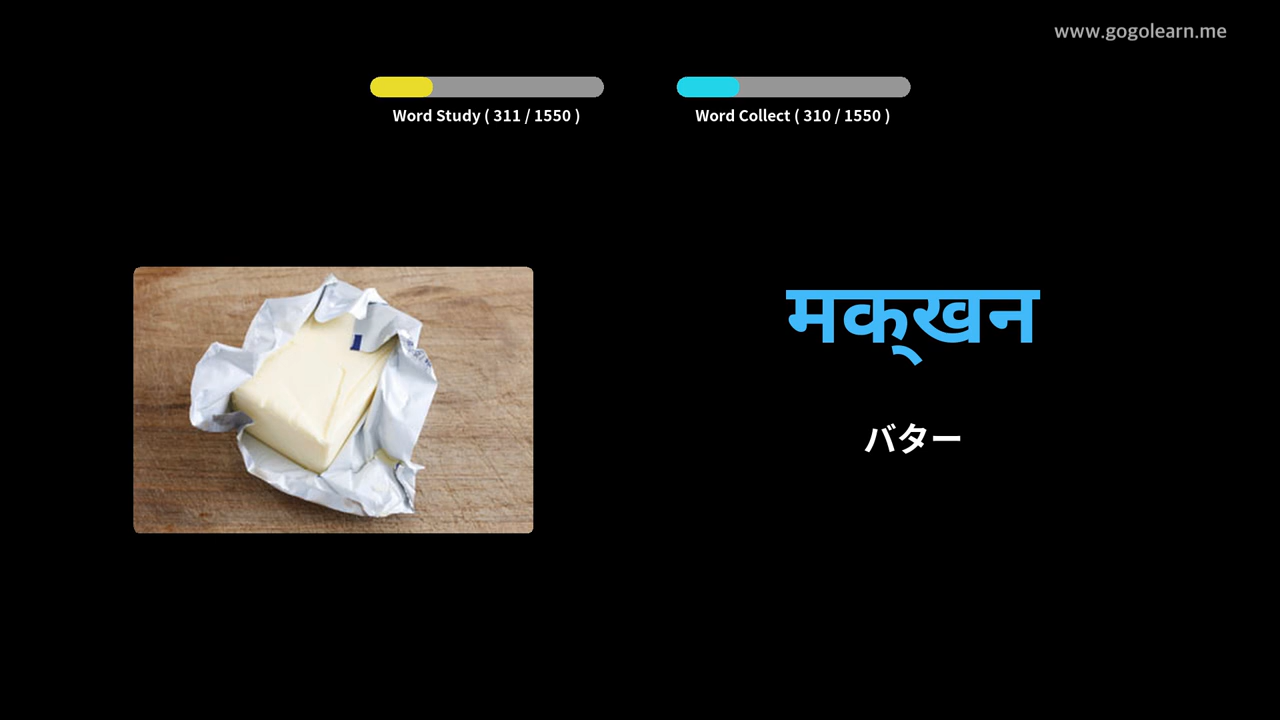 www.gogolearn.me
Word Study ( 311 / 1550 )
Word Collect ( 310 / 1550 )
मक्‌खन
バター